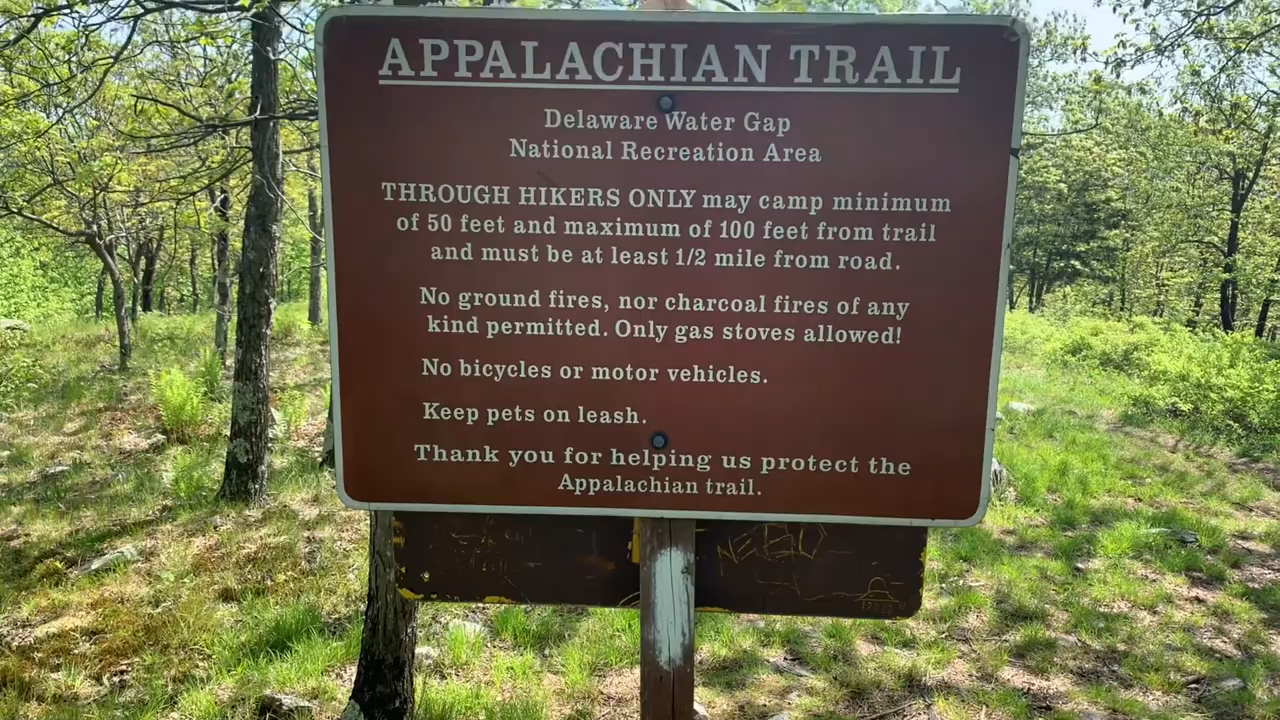 APPALACHIAN TRAIL
Delaware Water Gap
National Recreation Area
THROUGH HIKERS ONLY may camp minimum
of 50 feet and maximum of 100 feet from trail
and must be at least 1/2 mile from road.
No ground fires, nor charcoal fires of any
kind permitted. Only gas stoves allowed!
No bicycles or motor vehicles.
Keep pets on leash.
Thank you for helping us protect the
Appalachian trail.